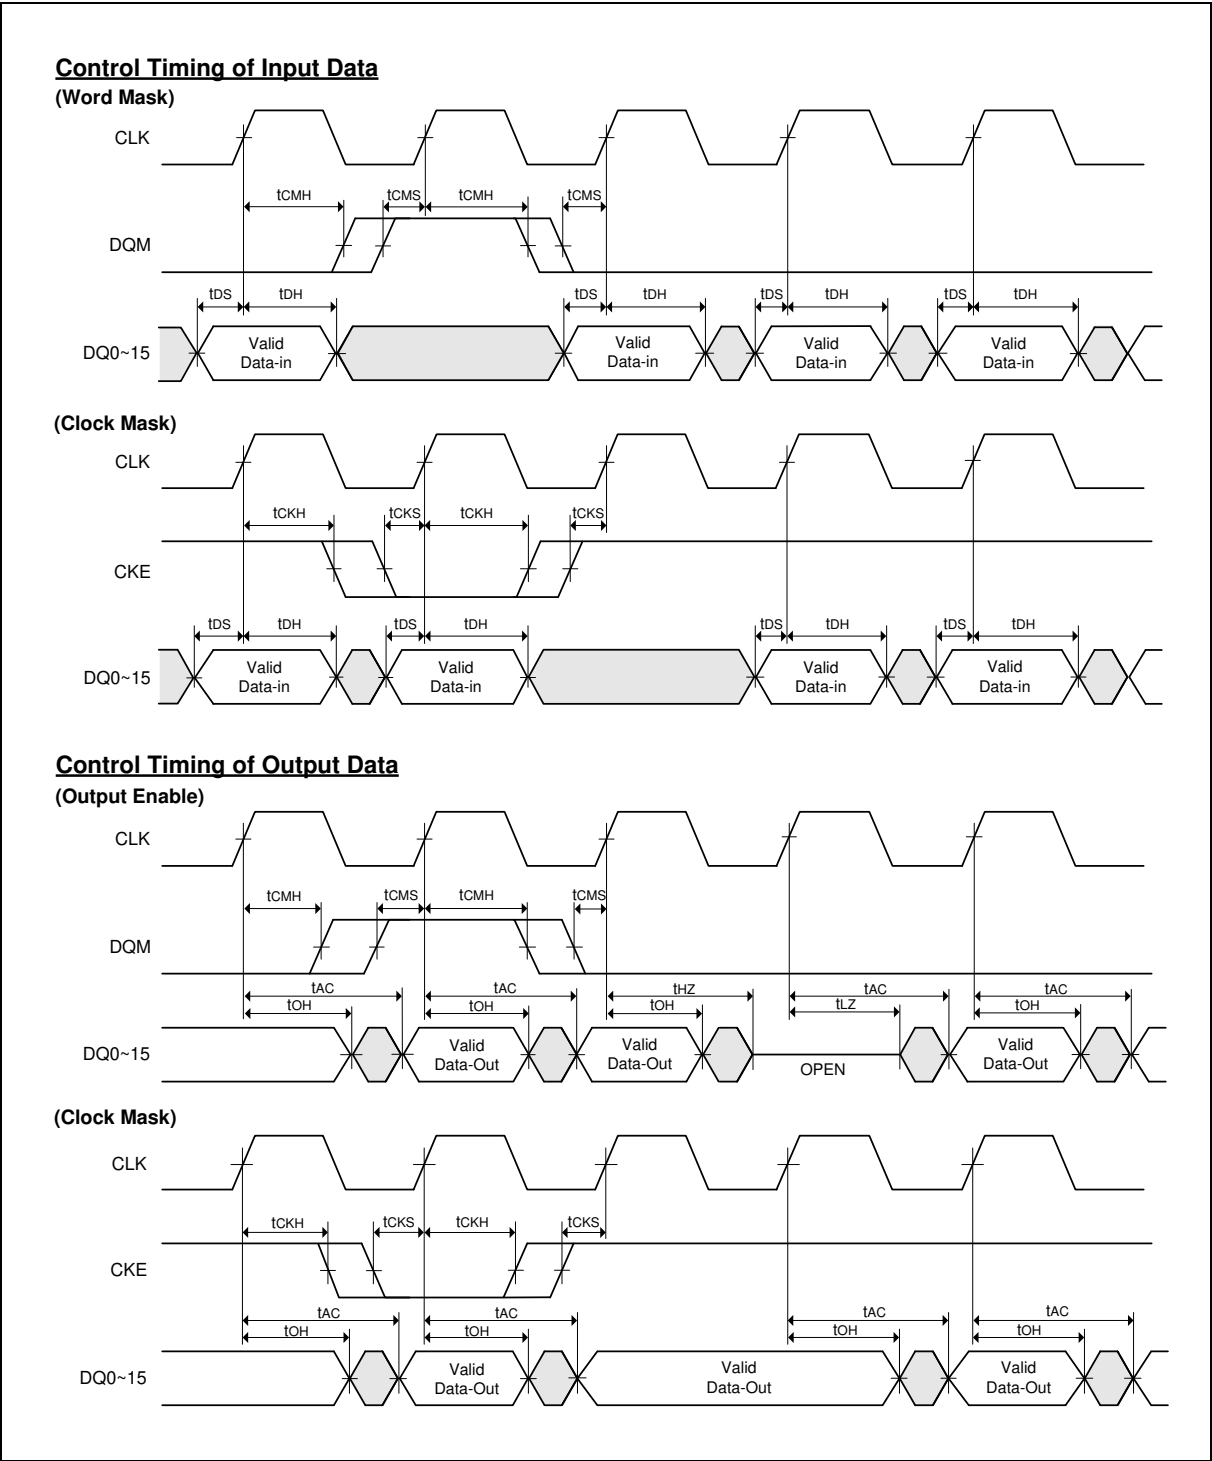 Control Timing of Input Data
(Word Mask)
CLK
tCMH tCMS tCMH tCMS
DQM
tDS tDH tDS tDH tDS tDH tDS tDH
DQ0~15
Valid Data-in
Valid Data-in
Valid Data-in
Valid Data-in
(Clock Mask)
CLK
tCKH tCKS tCKH tCKS
CKE
tDS tDH tDS tDH tDS tDH tDS tDH
DQ0~15
Valid Data-in
Valid Data-in
Valid Data-in
Valid Data-in
Control Timing of Output Data
(Output Enable)
CLK
tCMH tCMS tCMH tCMS
DQM
tAC tAC tHZ tAC tAC
tOH tOH tOH tLZ tOH
DQ0~15
Valid Data-Out
Valid Data-Out
OPEN
Valid Data-Out
(Clock Mask)
CLK
tCKH tCKS tCKH tCKS
CKE
tAC tAC tAC tAC
tOH tOH tOH tOH
DQ0~15
Valid Data-Out
Valid Data-Out
Valid Data-Out